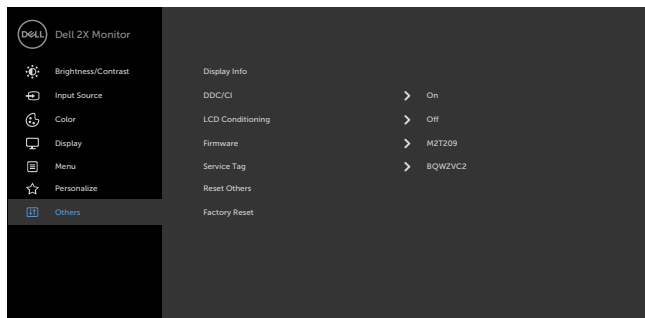 DELL Dell 2X Monitor
Brightness/Contrast
Input Source
Color
Display
Menu
Personalize
Others
Display Info
DDC/CI On
LCD Conditioning Off
Firmware M2T209
Service Tag BQWZVC2
Reset Others
Factory Reset